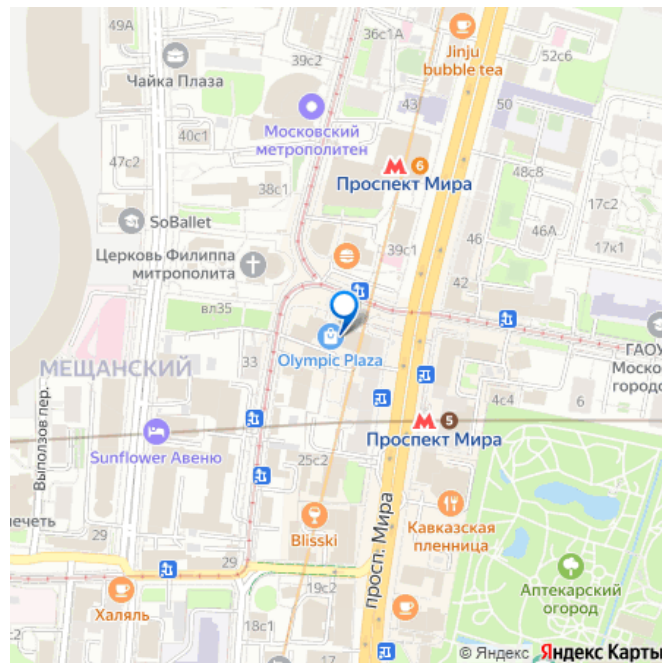 49А
36с1А
Jinju
bubble tea
39с2
Чайка Плаза
52с6
43
50
Московский
метрополитен
40с1
47с2
6
Проспект Мира
38с1
48с8
17с2
SoBallet
46
46А
17к1
Церковь Филиппа
митрополита
39с1
42
вл35
Olympic Plaza
33
МЕЩАНСКИЙ
ГАОУ
Моско
городс
4с4
6
5
Проспект Мира
Выползов пер.
Sunflower Авеню
25с2
просп. Мира
Кавказская
пленница
Blisski
печеть
29
29
19с2
Халяль
18с1
Аптекарский
огород
© Яндекс Яндекс Карты